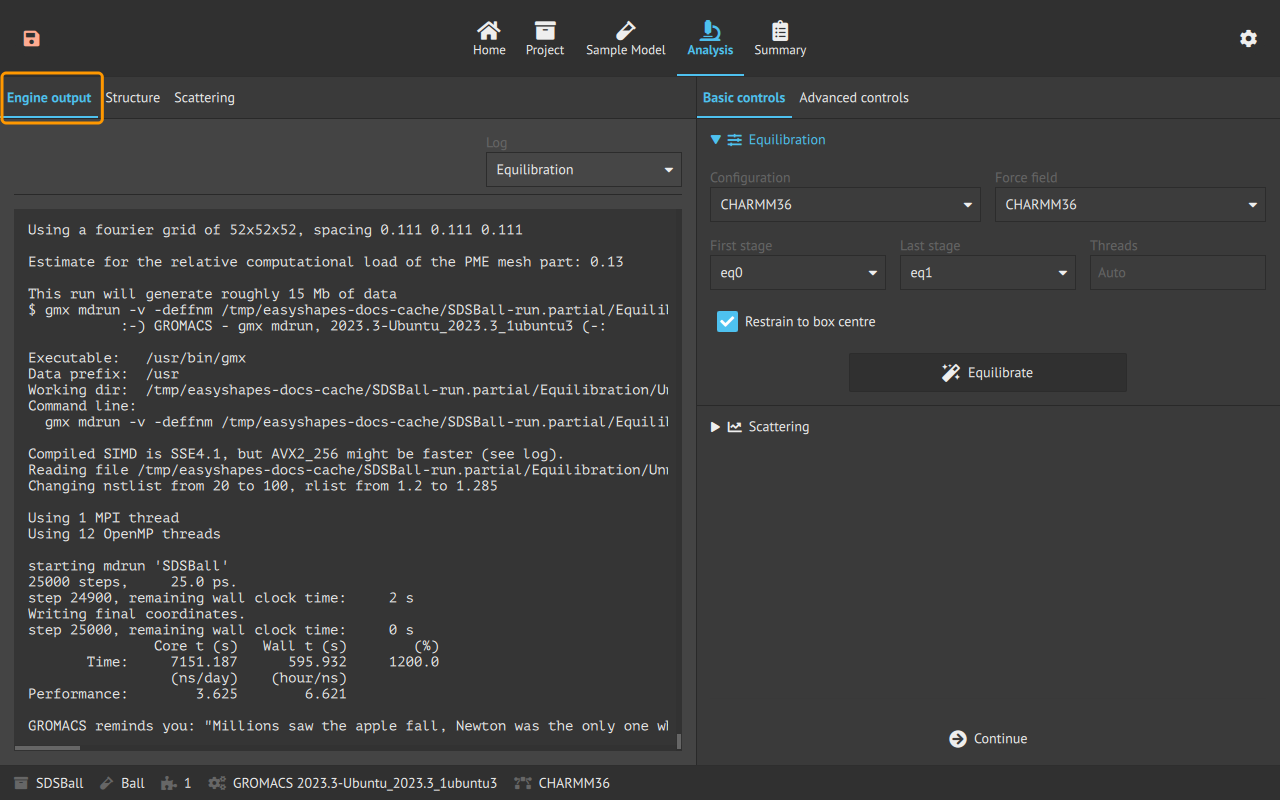 Home
Project
Sample Model
Analysis
Summary
Engine output
Structure
Scattering
Basic controls
Advanced controls
Log
Equilibration
Using a fourier grid of 52x52x52, spacing 0.111 0.111 0.111
Estimate for the relative computational load of the PME mesh part: 0.13
This run will generate roughly 15 Mb of data
$ gmx mdrun -v -deffnm /tmp/easyshapes-docs-cache/SDSBall-run.partial/Equilib
:-) GROMACS - gmx mdrun, 2023.3-Ubuntu_2023.3_1ubuntu3 (-:
Executable:   /usr/bin/gmx
Data prefix:  /usr
Working dir:  /tmp/easyshapes-docs-cache/SDSBall-run.partial/Equilibration/Un
Command line:
gmx mdrun -v -deffnm /tmp/easyshapes-docs-cache/SDSBall-run.partial/Equilib
Compiled SIMD is SSE4.1, but AVX2_256 might be faster (see log).
Reading file /tmp/easyshapes-docs-cache/SDSBall-run.partial/Equilibration/Un
Changing nstlist from 20 to 100, rlist from 1.2 to 1.285
Using 1 MPI thread
Using 12 OpenMP threads
starting mdrun 'SDSBall'
25000 steps,     25.0 ps.
step 24900, remaining wall clock time:     2 s
Writing final coordinates.
step 25000, remaining wall clock time:     0 s
Core t (s)   Wall t (s)        (%)
Time:     7151.187      595.932     1200.0
(ns/day)    (hour/ns)
Performance:        3.625        6.621
GROMACS reminds you: "Millions saw the apple fall, Newton was the only one w
Equilibration
Configuration
Force field
CHARMM36
CHARMM36
First stage
Last stage
Threads
eq0
eq1
Auto
Restrain to box centre
Equilibrate
Scattering
Continue
SDSBall
Ball
1
GROMACS 2023.3-Ubuntu_2023.3_1ubuntu3
CHARMM36